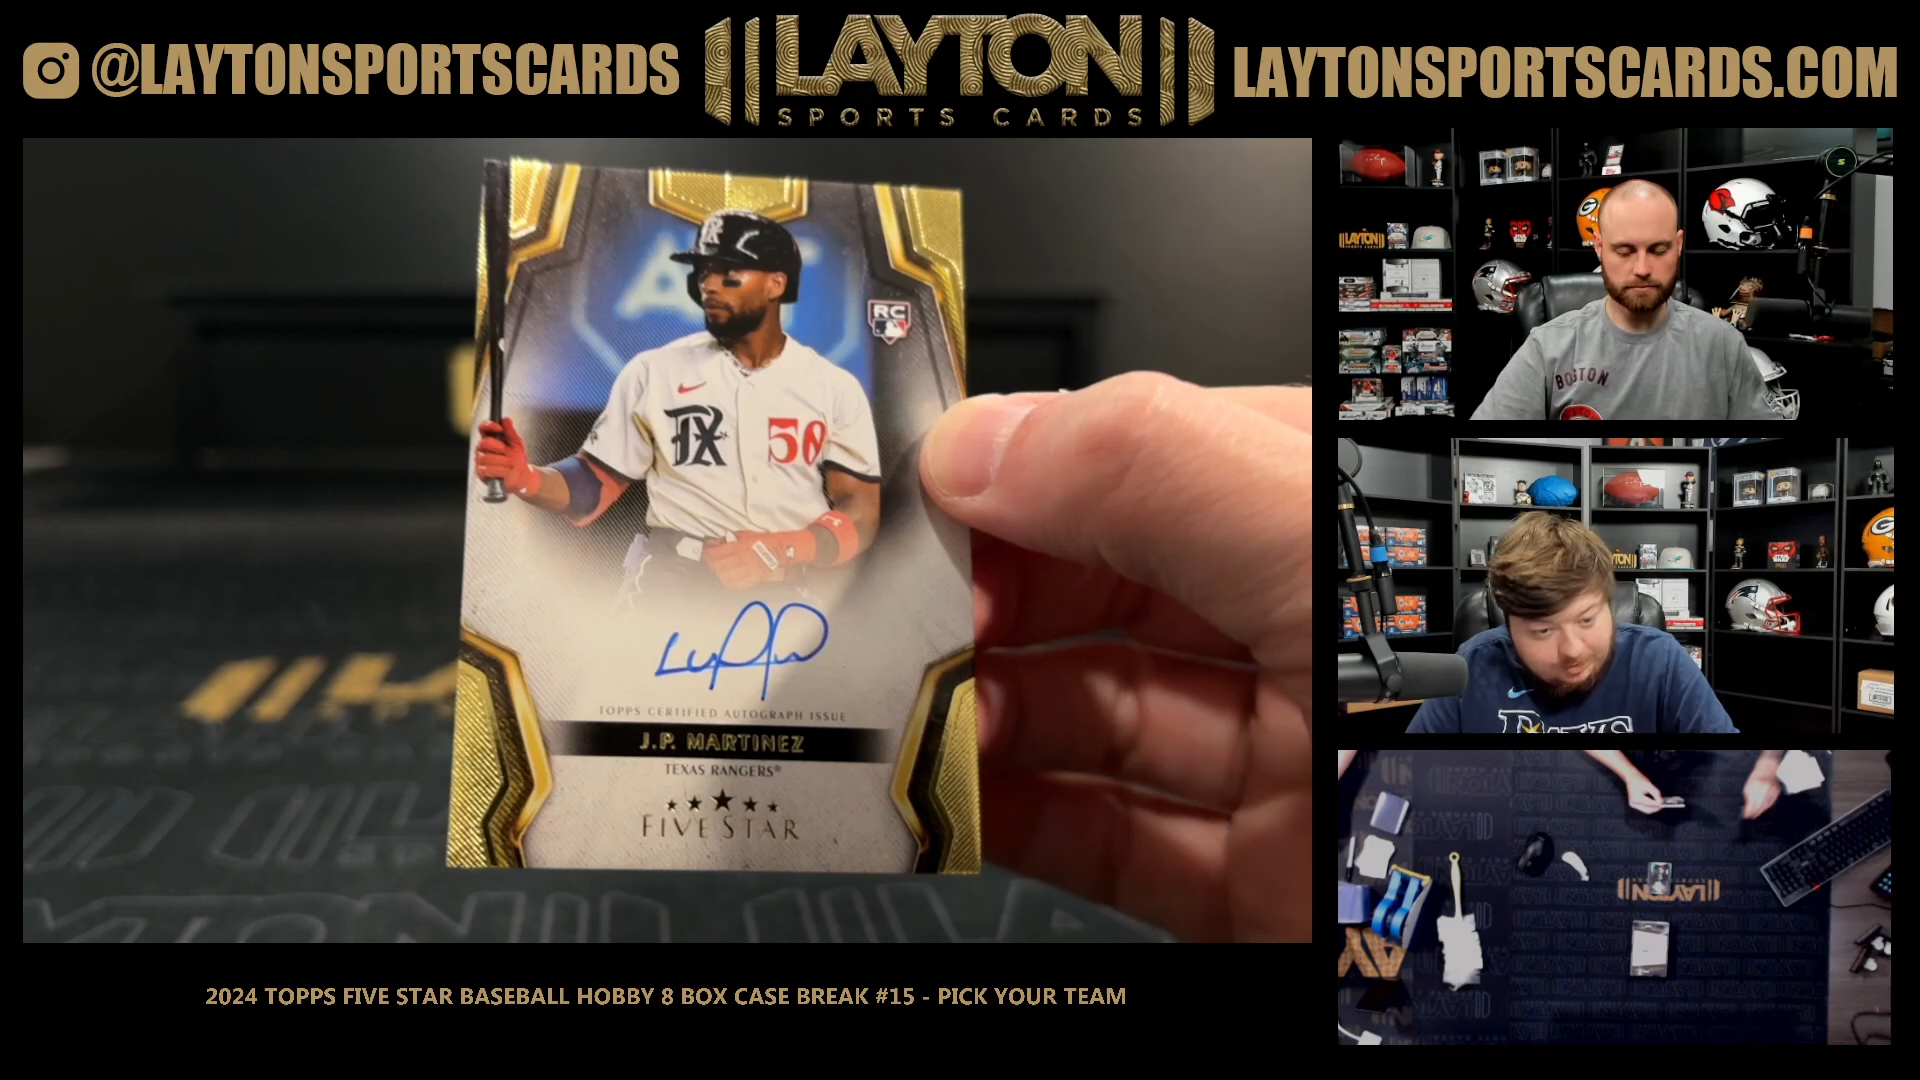 @LAYTONSPORTSCARDS
LAYTON
SPORTS CARDS
LAYTONSPORTSCARDS.COM
RC
TX 50
TOPPS CERTIFIED AUTOGRAPH ISSUE
J.P. MARTINEZ
TEXAS RANGERS®
FIVE STAR
BOSTON
LAYTON
2024 TOPPS FIVE STAR BASEBALL HOBBY 8 BOX CASE BREAK #15 - PICK YOUR TEAM